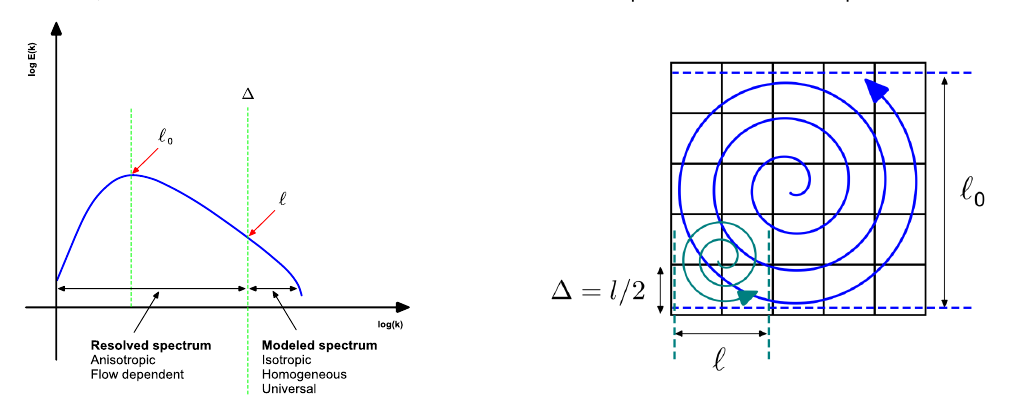 log E(k)
Δ
ℓ₀
ℓ
log(k)
Resolved spectrum
Anisotropic
Flow dependent
Modeled spectrum
Isotropic
Homogeneous
Universal
ℓ₀
Δ = l/2
ℓ